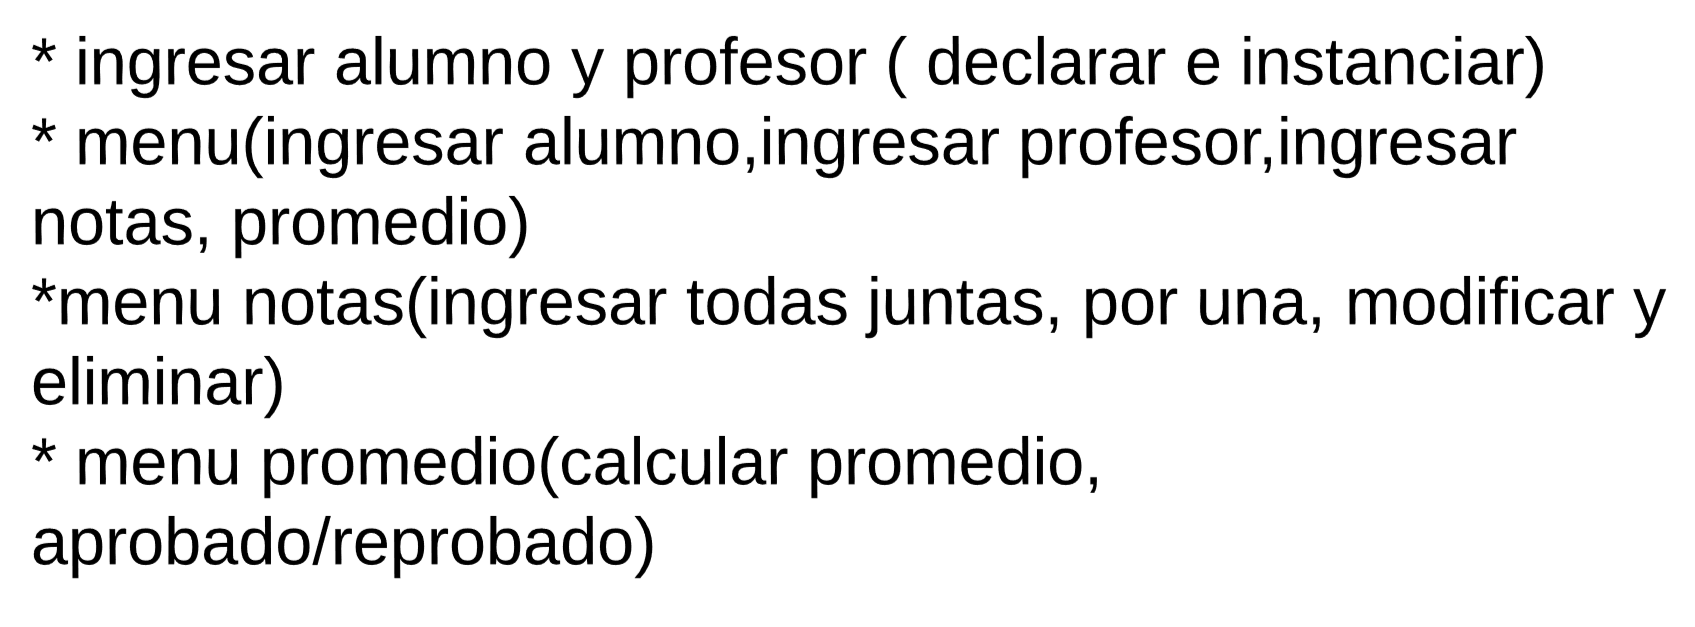 * ingresar alumno y profesor ( declarar e instanciar)
* menu(ingresar alumno,ingresar profesor,ingresar
notas, promedio)
*menu notas(ingresar todas juntas, por una, modificar y
eliminar)
* menu promedio(calcular promedio,
aprobado/reprobado)